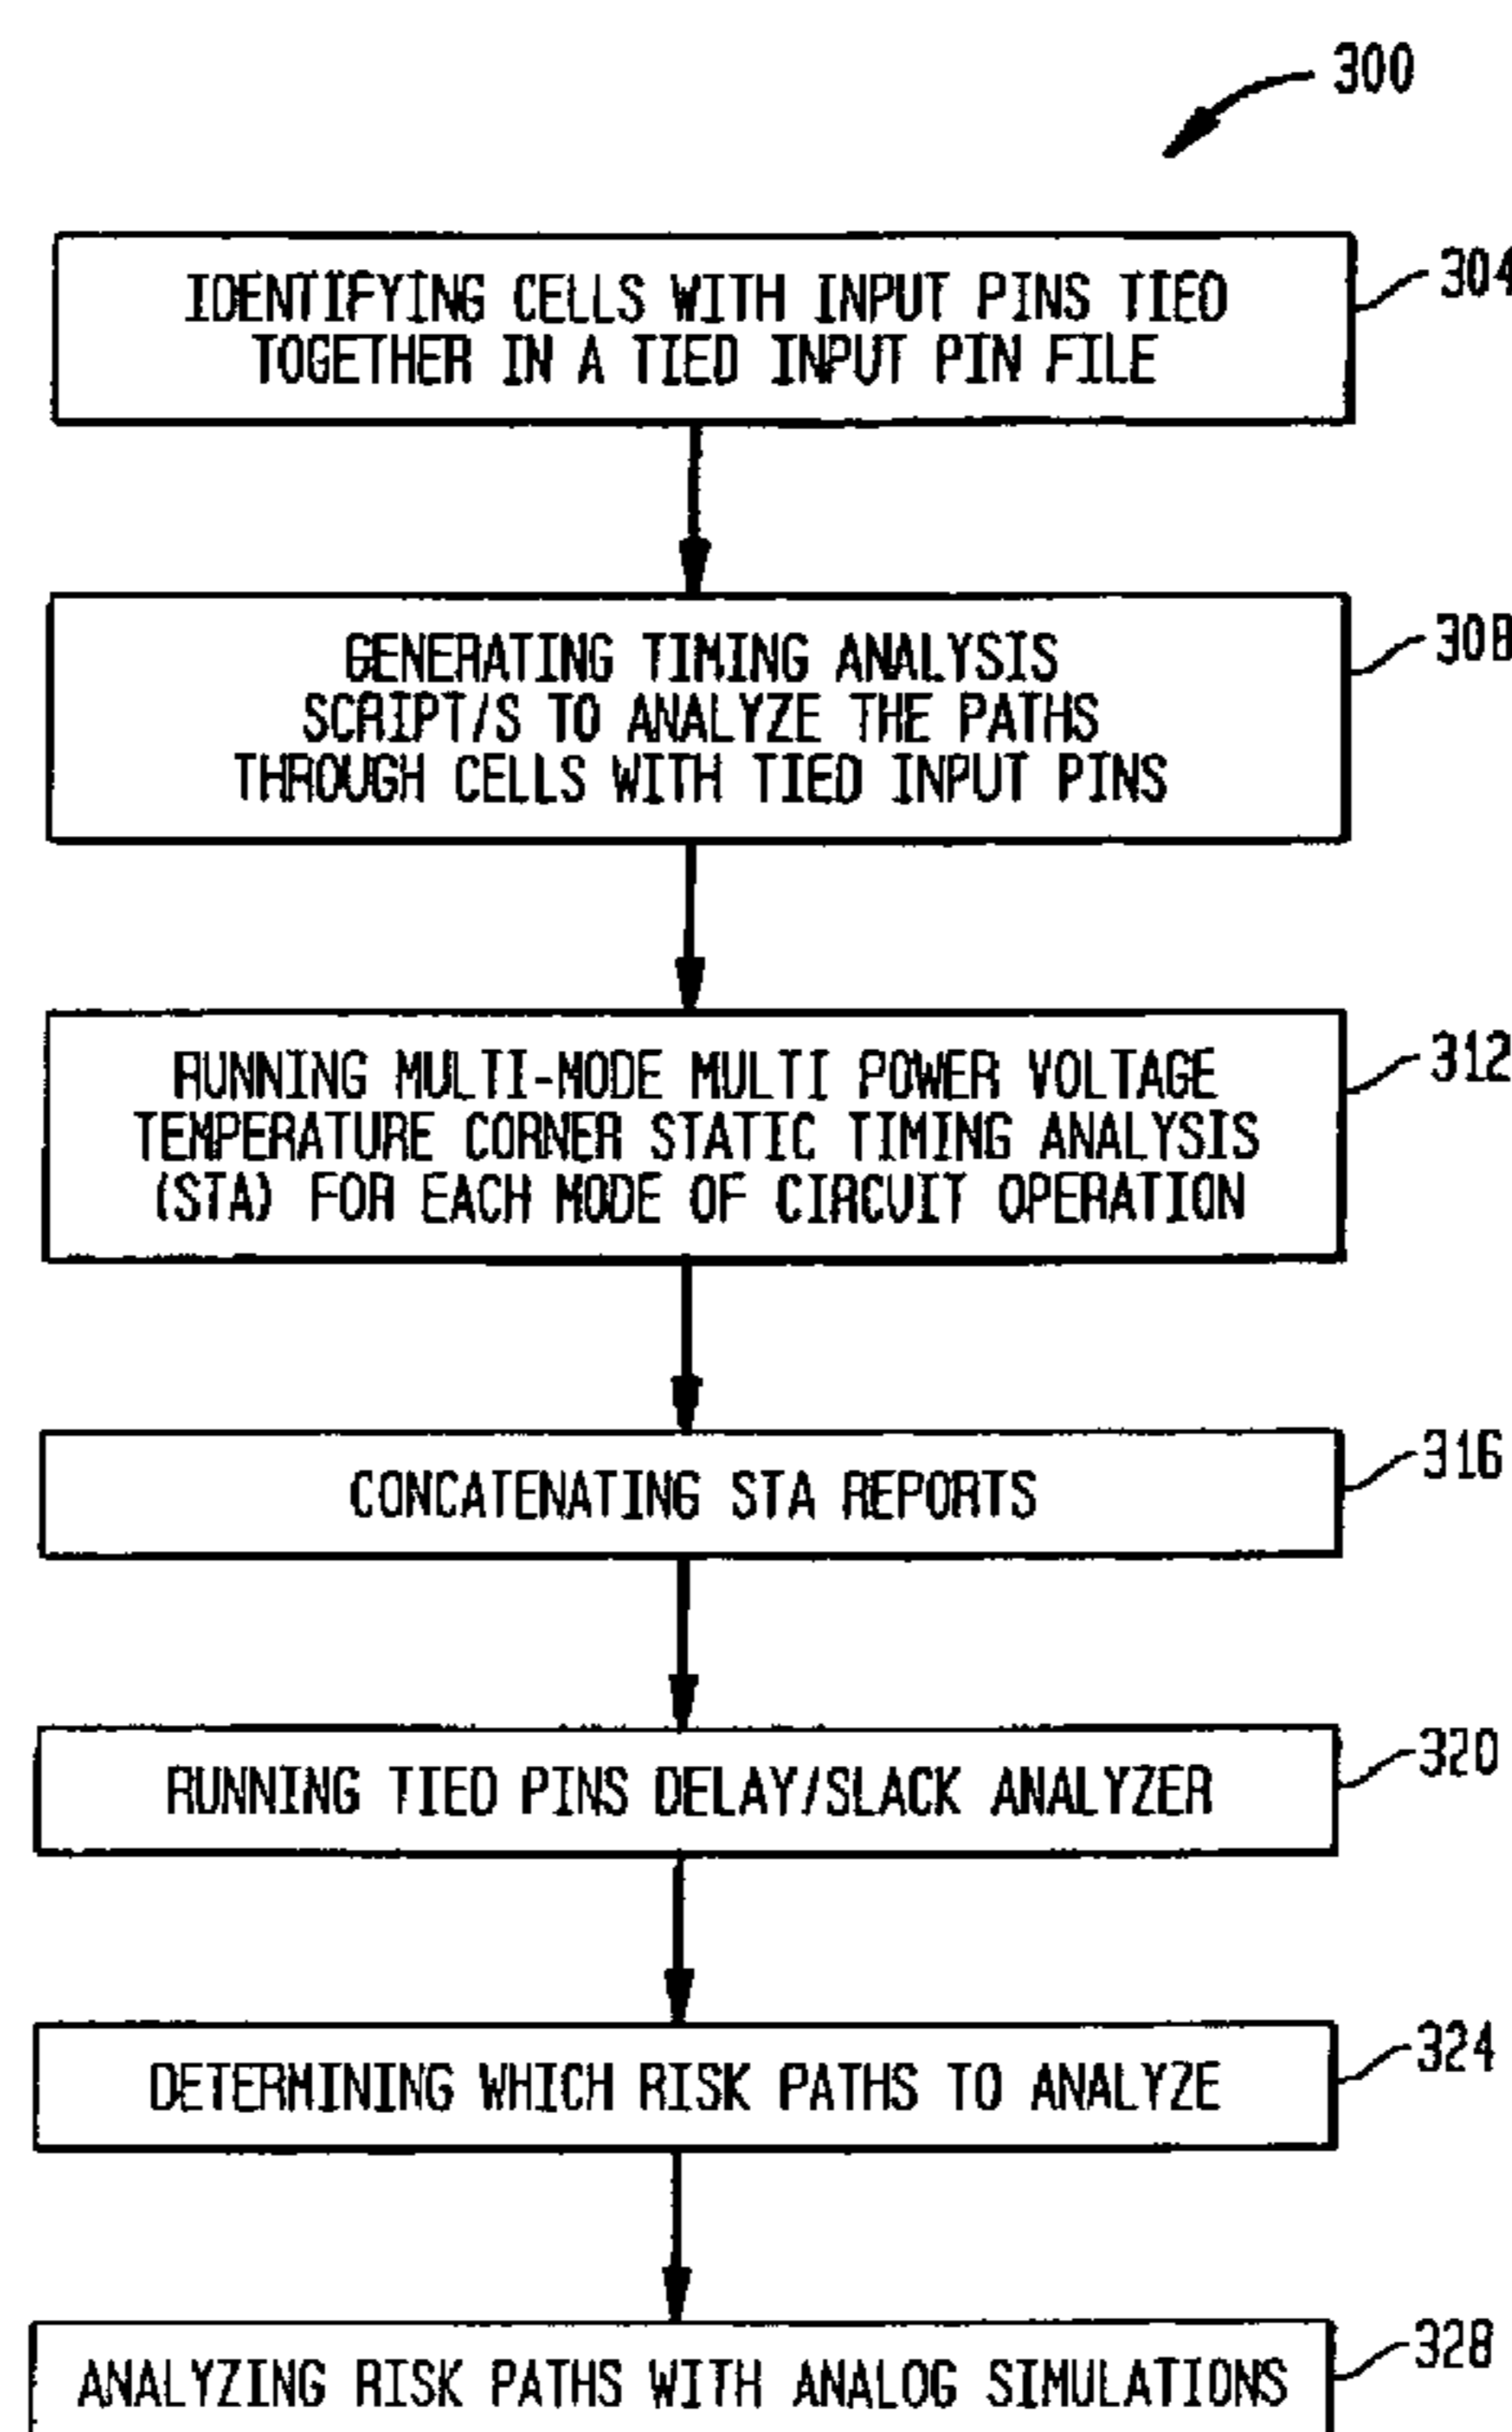 300
IDENTIFYING CELLS WITH INPUT PINS TIED
TOGETHER IN A TIED INPUT PIN FILE
304
GENERATING TIMING ANALYSIS
SCRIPT/S TO ANALYZE THE PATHS
THROUGH CELLS WITH TIED INPUT PINS
308
RUNNING MULTI-MODE MULTI POWER VOLTAGE
TEMPERATURE CORNER STATIC TIMING ANALYSIS
(STA) FOR EACH MODE OF CIRCUIT OPERATION
312
CONCATENATING STA REPORTS
316
RUNNING TIED PINS DELAY/SLACK ANALYZER
320
DETERMINING WHICH RISK PATHS TO ANALYZE
324
ANALYZING RISK PATHS WITH ANALOG SIMULATIONS
328